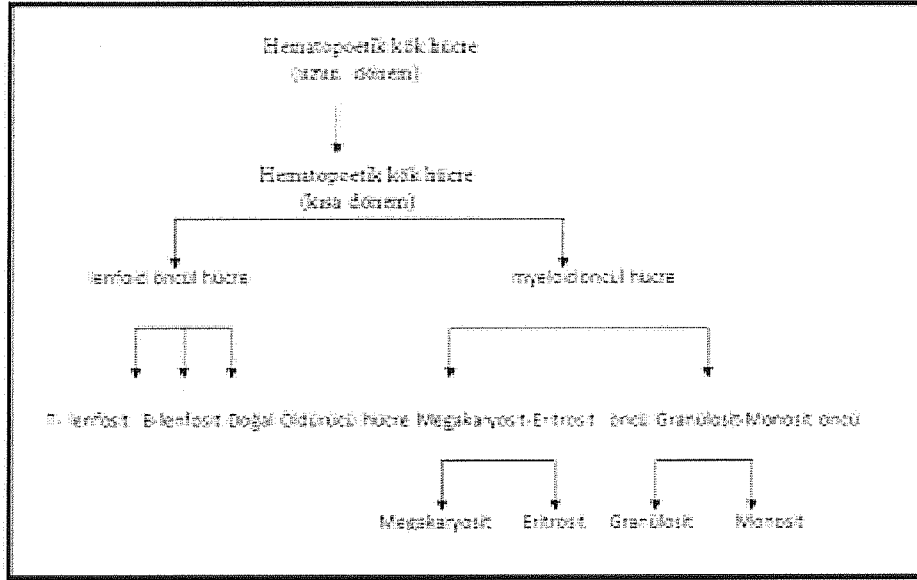 Hematopoetik kök hücre
(uzun dönem)
Hematopoetik kök hücre
(kısa dönem)
lenfoid öncül hücre
myeloid öncül hücre
lenfosit B-lenfosit Doğal Öldürücü hücre Megakaryosit-Eritrosit öncü Granülosit-Monosit öncü
Megakaryosit Eritrosit Granülosit Monosit